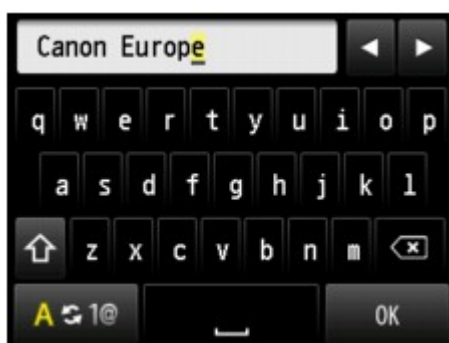 Canon Europe
q w e r t y u i o p
a s d f g h j k l
z x c v b n m
A 1@ OK